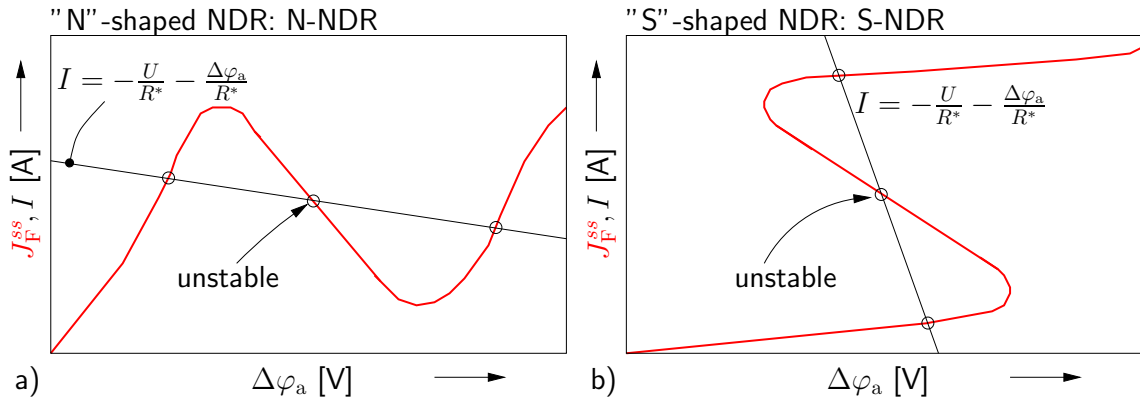 "N"-shaped NDR: N-NDR
I = −U/R* − Δφₐ/R*
J_F^ss, I [A]
unstable
a)
Δφₐ [V]
"S"-shaped NDR: S-NDR
I = −U/R* − Δφₐ/R*
J_F^ss, I [A]
unstable
b)
Δφₐ [V]